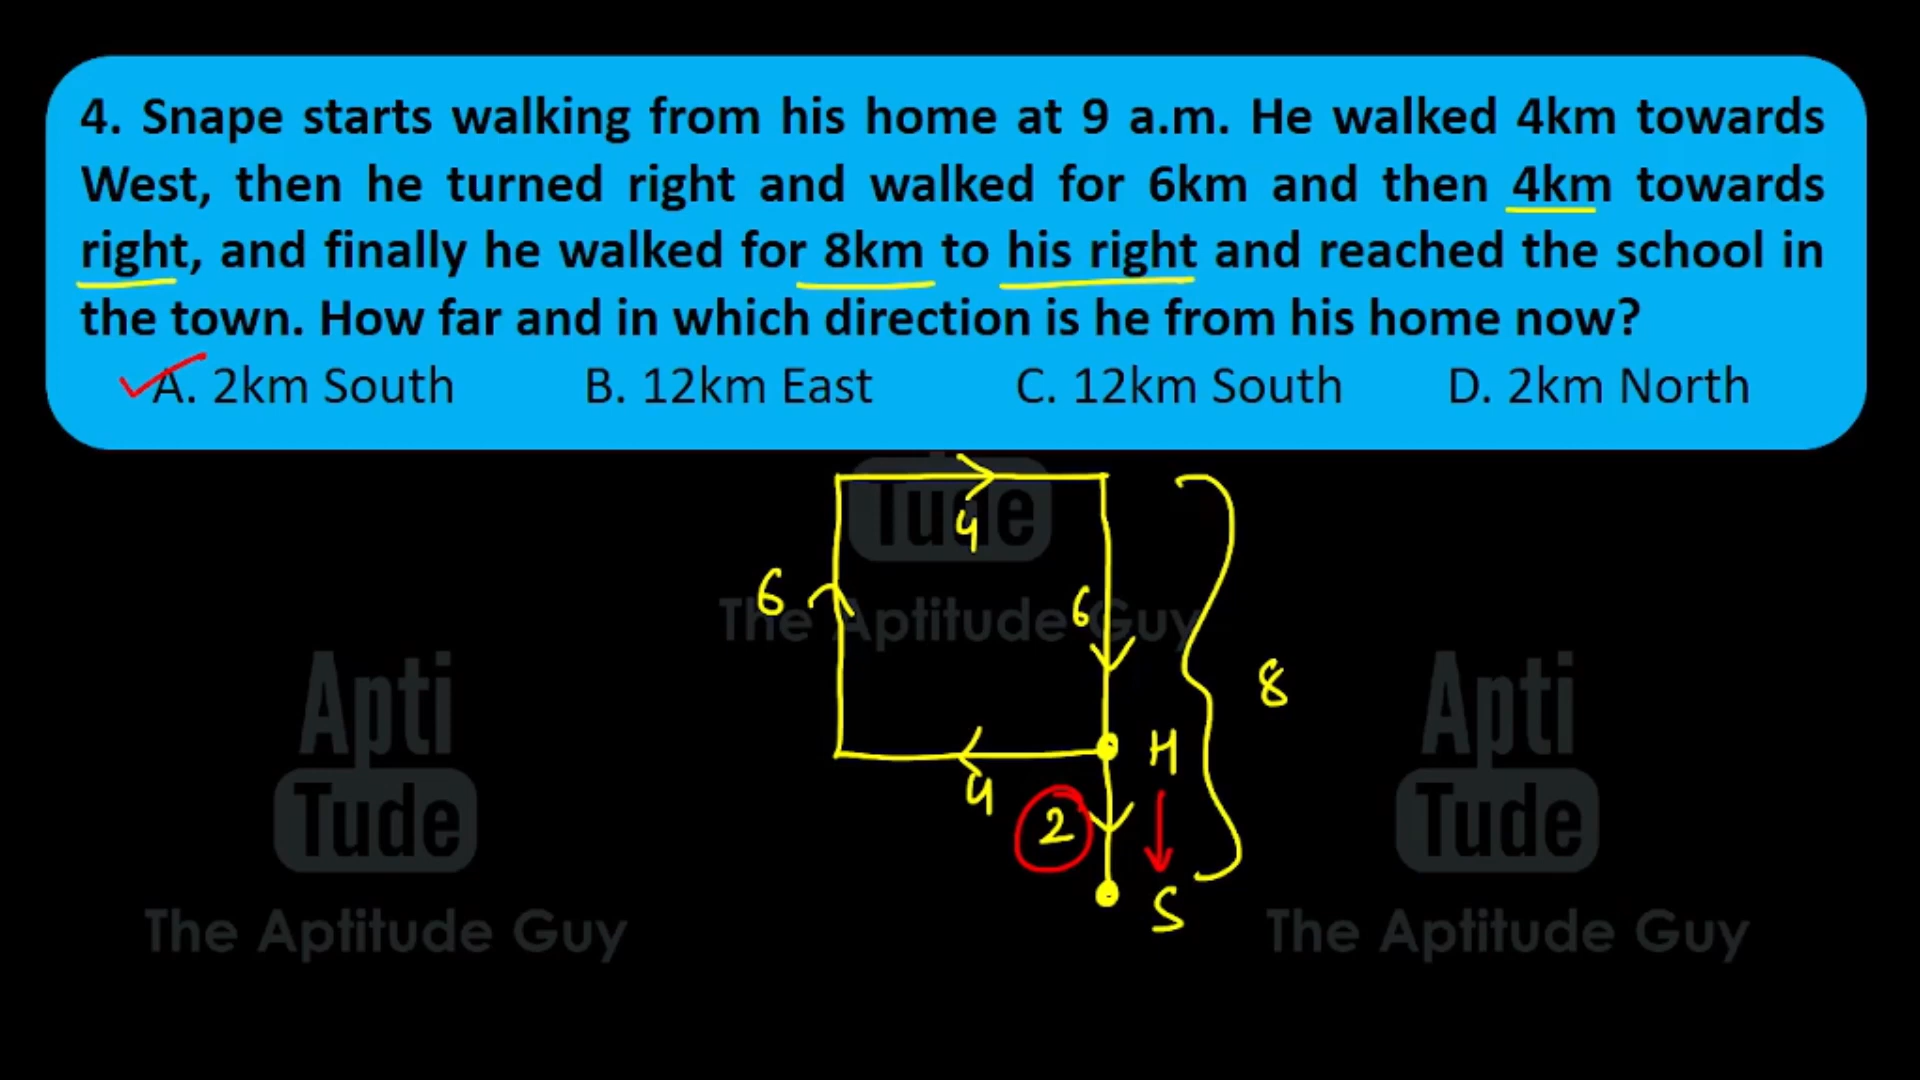 4. Snape starts walking from his home at 9 a.m. He walked 4km towards
West, then he turned right and walked for 6km and then 4km towards
right, and finally he walked for 8km to his right and reached the school in
the town. How far and in which direction is he from his home now?
A. 2km South B. 12km East C. 12km South D. 2km North
Tude
4
6
6
The Aptitude Guy
8
H
4
2
S
Apti
Tude
The Aptitude Guy
Apti
Tude
The Aptitude Guy